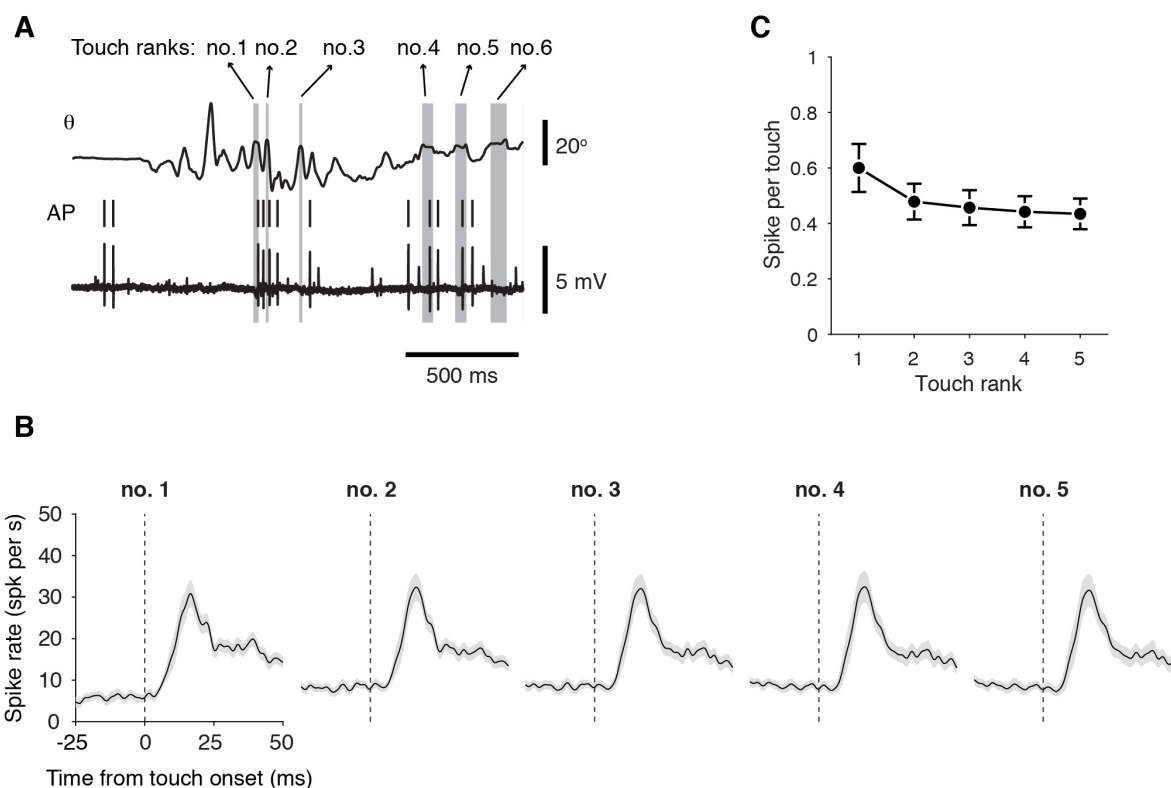 A
Touch ranks: no.1 no.2 no.3 no.4 no.5 no.6
θ
20°
AP
5 mV
500 ms
C
Spike per touch
1
0.8
0.6
0.4
0.2
0
1 2 3 4 5
Touch rank
B
no. 1 no. 2 no. 3 no. 4 no. 5
Spike rate (spk per s)
50
40
30
20
10
0
-25 0 25 50
Time from touch onset (ms)